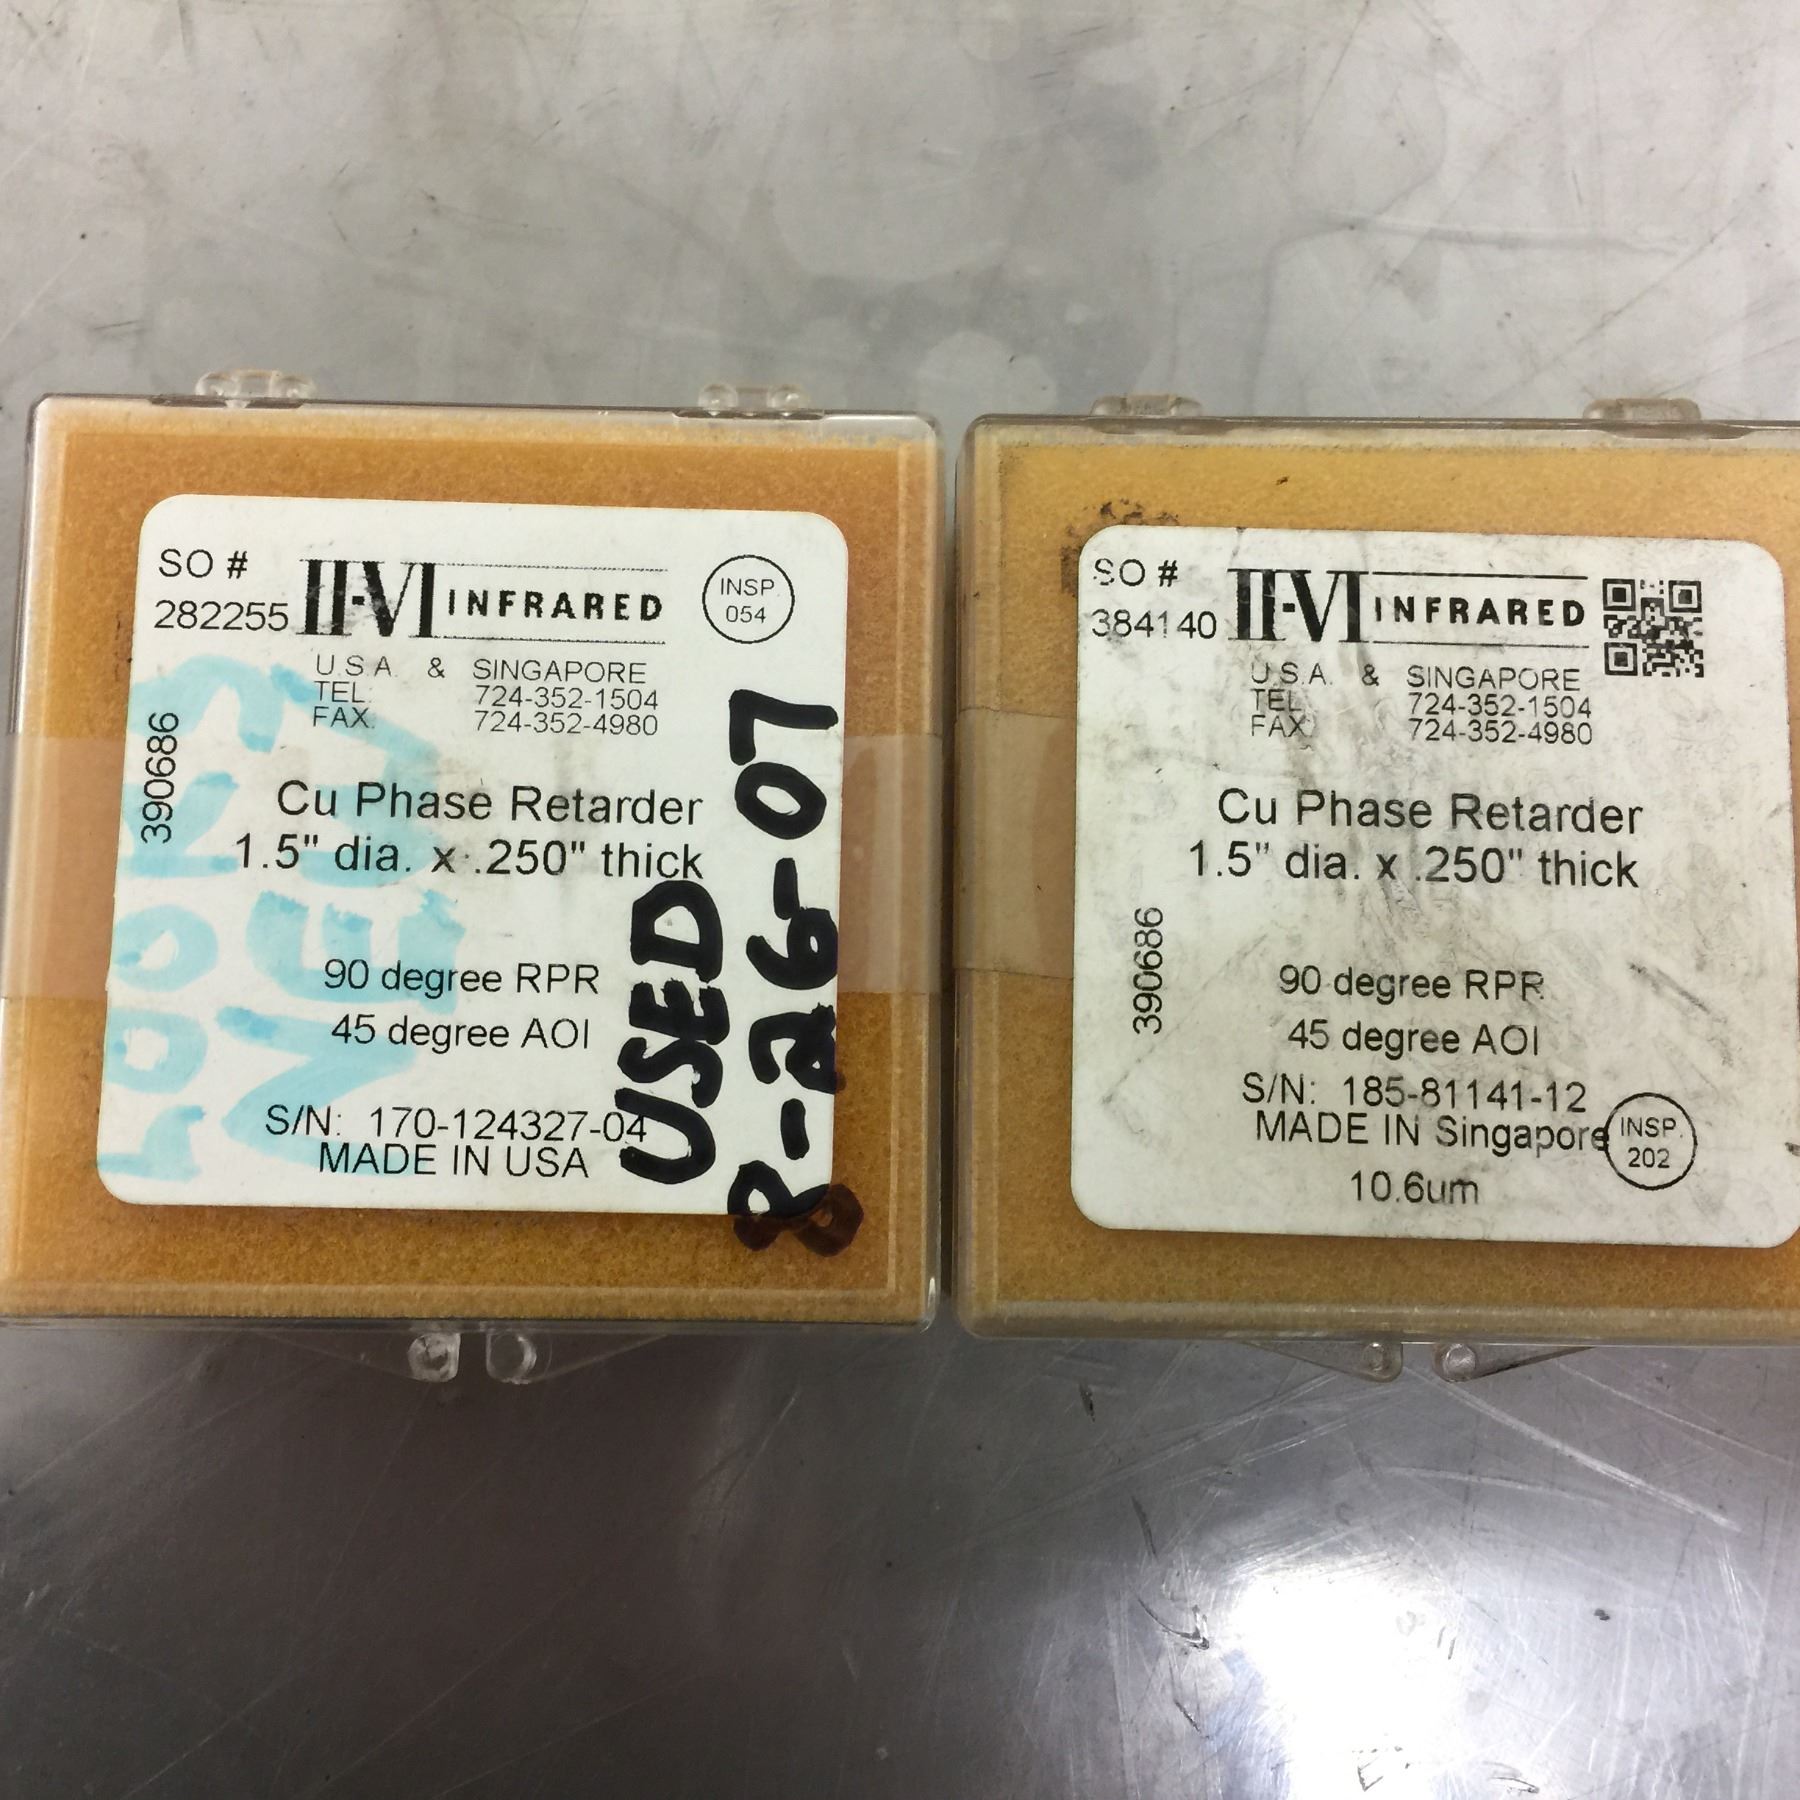 SO #
282255
II-VI INFRARED
INSP.
054
U.S.A. & SINGAPORE
TEL: 724-352-1504
FAX: 724-352-4980
390686
Cu Phase Retarder
1.5" dia. x .250" thick
90 degree RPR
45 degree AOI
S/N: 170-124327-04
MADE IN USA
LOOKS
NEW
USED
8-26-07
SO #
384140
II-VI INFRARED
U.S.A. & SINGAPORE
TEL: 724-352-1504
FAX: 724-352-4980
Cu Phase Retarder
1.5" dia. x .250" thick
390686
90 degree RPR
45 degree AOI
S/N: 185-81141-12
MADE IN Singapore
INSP.
202
10.6um